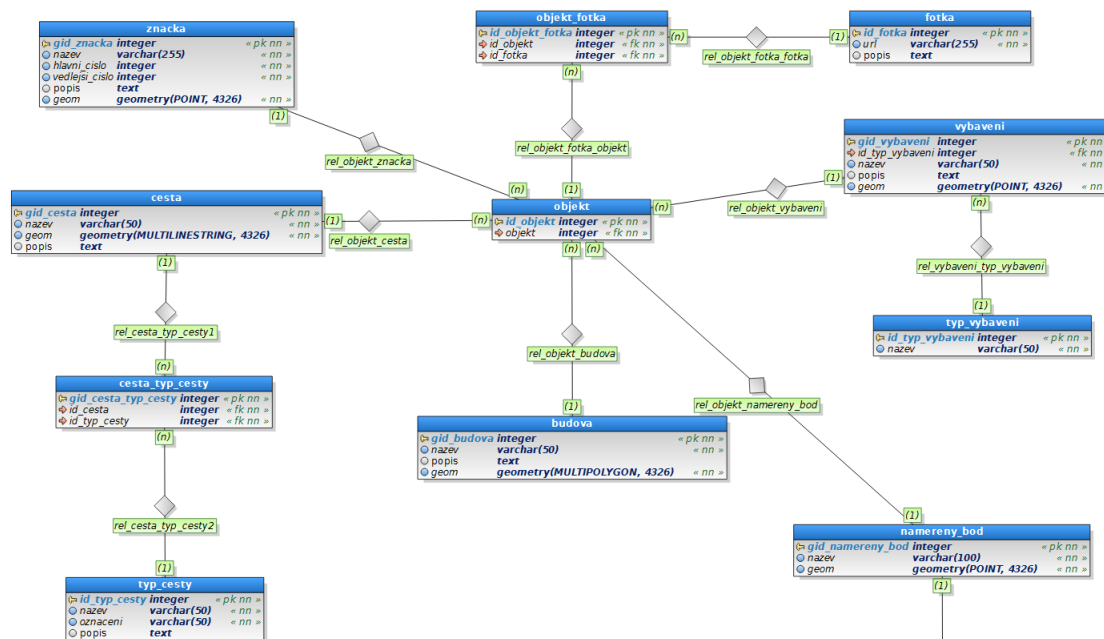 znacka
gid_znacka integer « pk nn »
nazev varchar(255) « nn »
hlavni_cislo integer « nn »
vedlejsi_cislo integer « nn »
popis text
geom geometry(POINT, 4326) « nn »
(1)
rel_objekt_znacka
(n)
objekt_fotka
id_objekt_fotka integer « pk nn »
id_objekt integer « fk nn »
id_fotka integer « fk nn »
(n)
rel_objekt_fotka_fotka
(1)
fotka
id_fotka integer « pk nn »
url varchar(255) « nn »
popis text
(n)
rel_objekt_fotka_objekt
(1)
vybaveni
gid_vybaveni integer « pk nn
id_typ_vybaveni integer « fk nn
nazev varchar(50) « nn
popis text
geom geometry(POINT, 4326) « nn
(1)
rel_objekt_vybaveni
(n)
cesta
gid_cesta integer « pk nn »
nazev varchar(50) « nn »
geom geometry(MULTILINESTRING, 4326) « nn »
popis text
(1)
rel_objekt_cesta
(n)
objekt
id_objekt integer « pk nn »
objekt integer « fk nn »
(n)
rel_vybaveni_typ_vybaveni
(1)
typ_vybaveni
id_typ_vybaveni integer « pk nn »
nazev varchar(50) « nn »
(1)
rel_cesta_typ_cesty1
(n)
(n)
rel_objekt_budova
(1)
(n)
rel_objekt_namereny_bod
(1)
cesta_typ_cesty
gid_cesta_typ_cesty integer « pk nn »
id_cesta integer « fk nn »
id_typ_cesty integer « fk nn »
(n)
rel_cesta_typ_cesty2
(1)
budova
gid_budova integer « pk nn »
nazev varchar(50) « nn »
popis text
geom geometry(MULTIPOLYGON, 4326) « nn »
namereny_bod
gid_namereny_bod integer « pk nn »
nazev varchar(100) « nn »
geom geometry(POINT, 4326) « nn »
(1)
typ_cesty
id_typ_cesty integer « pk nn »
nazev varchar(50) « nn »
oznaceni varchar(50) « nn »
popis text